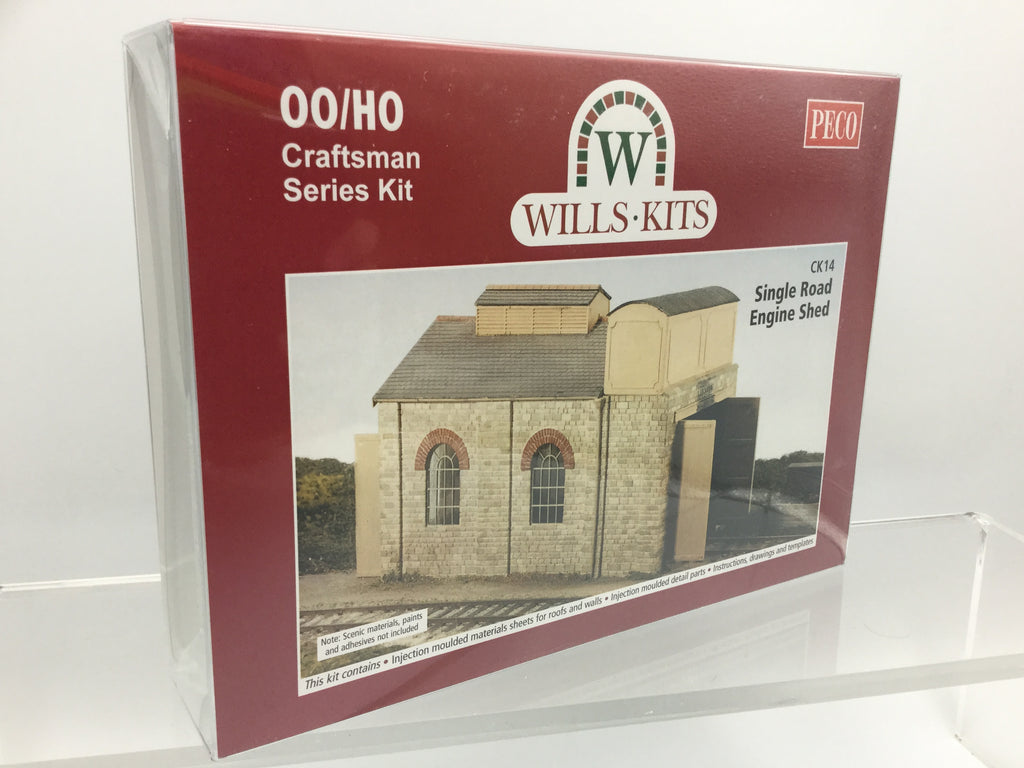 OO/HO
Craftsman
Series Kit
W
WILLS·KITS
PECO
CK14
Single Road
Engine Shed
Note: Scenic materials, paints
and adhesives not included
This kit contains • Injection moulded materials sheets for roofs and walls • Injection moulded detail parts • Instructions, drawings and templates